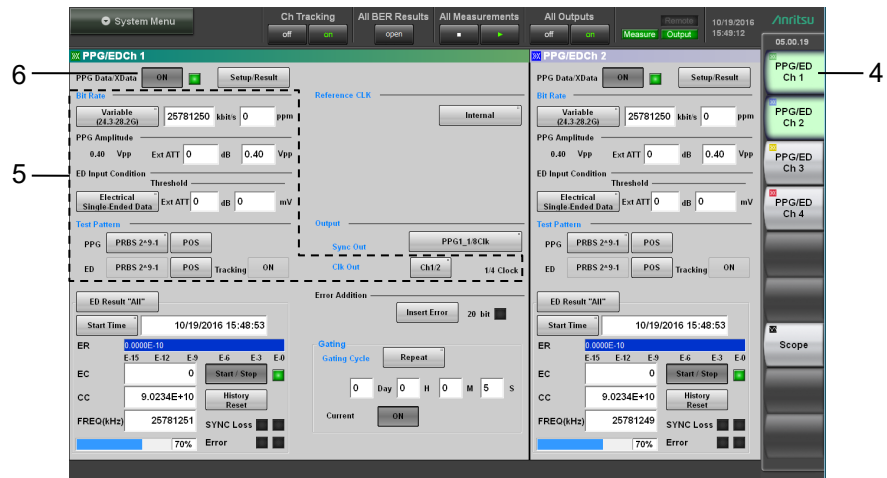 System Menu
Ch Tracking
off on
All BER Results
open
All Measurements
All Outputs
off on
Remote
Measure Output
10/19/2016
15:49:12
Anritsu
05.00.19
PPG/EDCh 1
6
PPG Data/XData ON Setup/Result
Bit Rate
Variable
(24.3-28.2G)
25781250 kbit/s 0 ppm
PPG Amplitude
0.40 Vpp Ext ATT 0 dB 0.40 Vpp
5
ED Input Condition
Threshold
Electrical
Single-Ended Data
Ext ATT 0 dB 0 mV
Test Pattern
PPG PRBS 2^9-1 POS
ED PRBS 2^9-1 POS Tracking ON
Reference CLK
Internal
Output
Sync Out PPG1_1/8Clk
Clk Out Ch1/2 1/4 Clock
ED Result "All"
Start Time 10/19/2016 15:48:53
ER 0.0000E-10
E-15 E-12 E-9 E-6 E-3 E-0
EC 0 Start / Stop
CC 9.0234E+10 History
Reset
FREQ(kHz) 25781251 SYNC Loss
70% Error
Error Addition
Insert Error 20 bit
Gating
Gating Cycle Repeat
0 Day 0 H 0 M 5 S
Current ON
PPG/EDCh 2
PPG Data/XData ON Setup/Result
Bit Rate
Variable
(24.3-28.2G)
25781250 kbit/s 0 ppm
PPG Amplitude
0.40 Vpp Ext ATT 0 dB 0.40 Vpp
ED Input Condition
Threshold
Electrical
Single-Ended Data
Ext ATT 0 dB 0 mV
Test Pattern
PPG PRBS 2^9-1 POS
ED PRBS 2^9-1 POS Tracking ON
ED Result "All"
Start Time 10/19/2016 15:48:53
ER 0.0000E-10
E-15 E-12 E-9 E-6 E-3 E-0
EC 0 Start / Stop
CC 9.0234E+10 History
Reset
FREQ(kHz) 25781249 SYNC Loss
70% Error
PPG/ED
Ch 1
4
PPG/ED
Ch 2
PPG/ED
Ch 3
PPG/ED
Ch 4
Scope